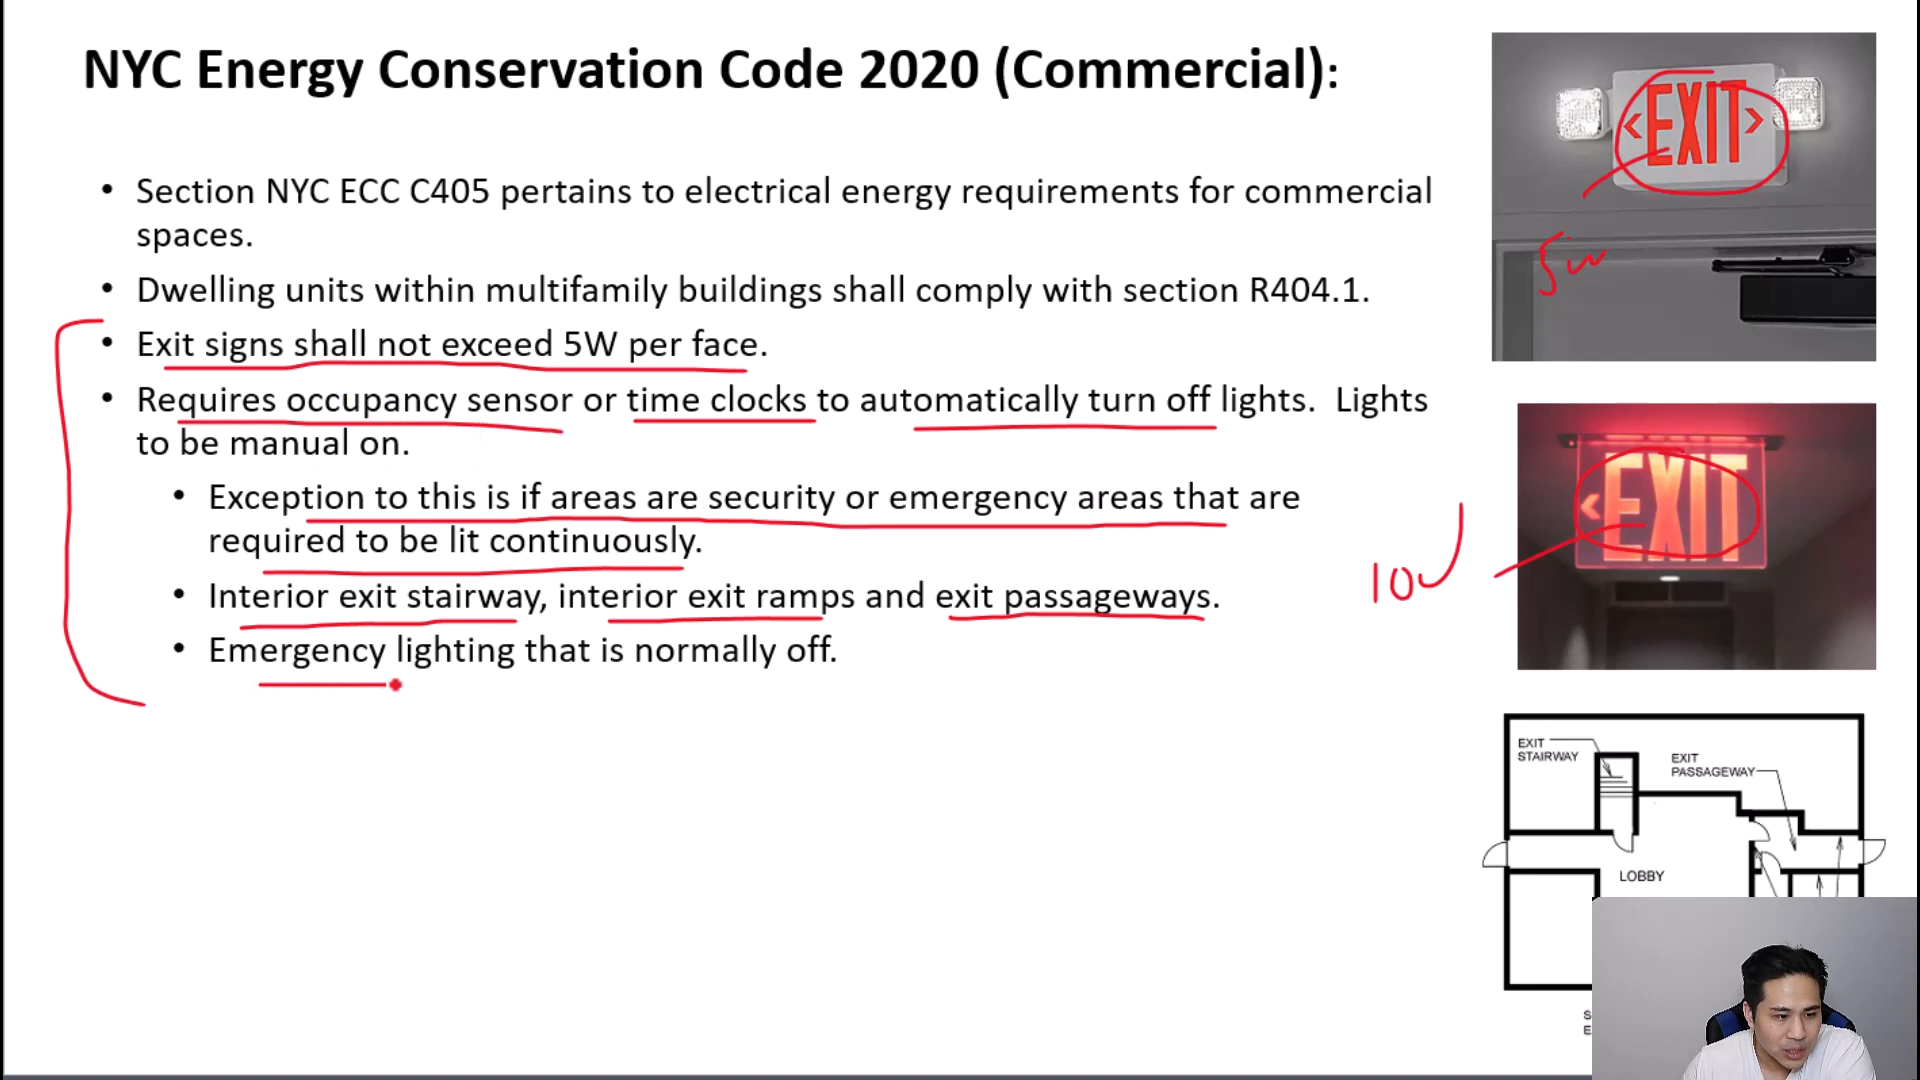 NYC Energy Conservation Code 2020 (Commercial):
• Section NYC ECC C405 pertains to electrical energy requirements for commercial
spaces.
• Dwelling units within multifamily buildings shall comply with section R404.1.
• Exit signs shall not exceed 5W per face.
• Requires occupancy sensor or time clocks to automatically turn off lights. Lights
to be manual on.
• Exception to this is if areas are security or emergency areas that are
required to be lit continuously.
• Interior exit stairway, interior exit ramps and exit passageways.
• Emergency lighting that is normally off.
<EXIT>
5w
<EXIT
10W
EXIT
STAIRWAY
EXIT
PASSAGEWAY
LOBBY